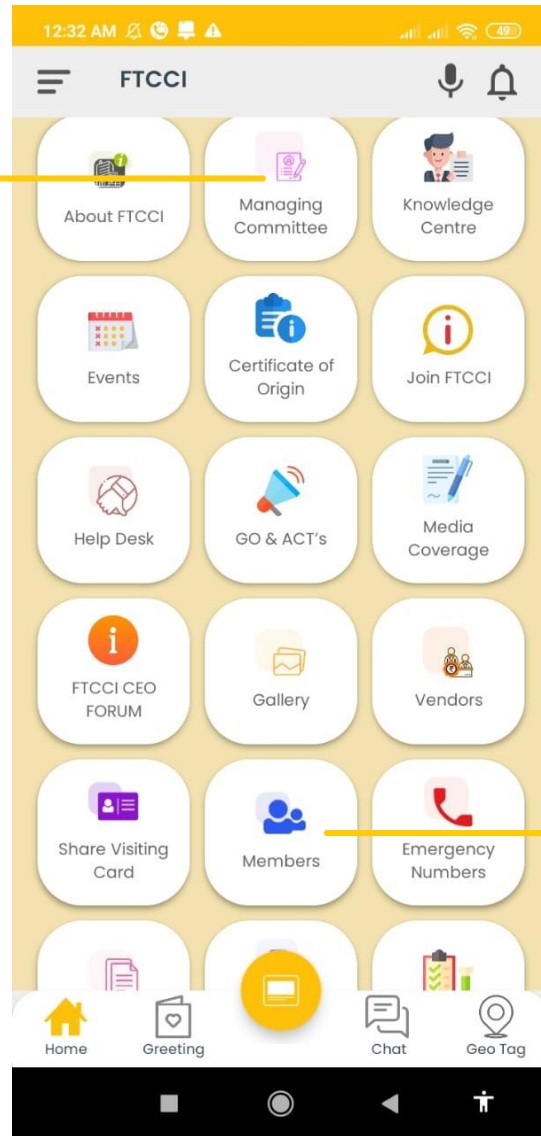 12:32 AM
49
FTCCI
About FTCCI
Managing
Committee
Knowledge
Centre
Events
Certificate of
Origin
Join FTCCI
Help Desk
GO & ACT's
Media
Coverage
FTCCI CEO
FORUM
Gallery
Vendors
Share Visiting
Card
Members
Emergency
Numbers
Home
Greeting
Chat
Geo Tag